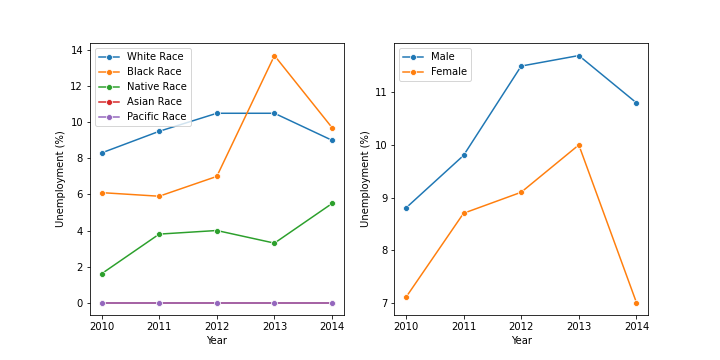 White Race
Black Race
Native Race
Asian Race
Pacific Race
14
12
10
8
6
4
2
0
Unemployment (%)
2010 2011 2012 2013 2014
Year
Male
Female
11
10
9
8
7
Unemployment (%)
2010 2011 2012 2013 2014
Year